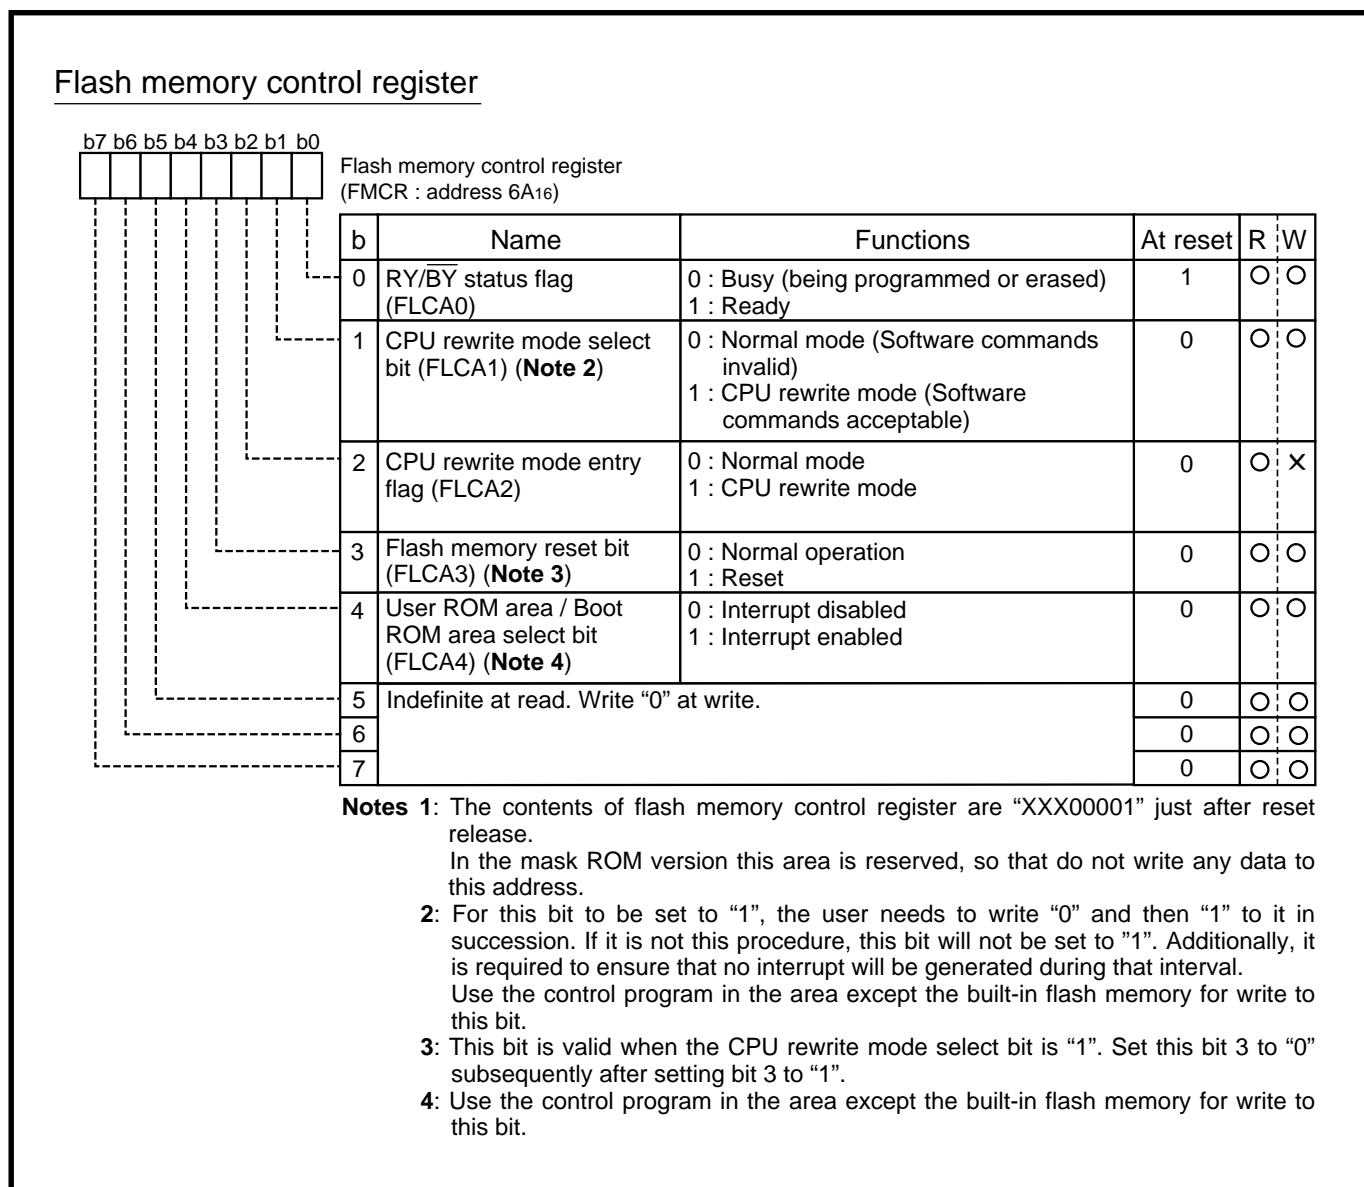 Flash memory control register
b7 b6 b5 b4 b3 b2 b1 b0
Flash memory control register
(FMCR : address 6A16)
b Name Functions At reset R W
0 RY/B̅Y̅ status flag 0 : Busy (being programmed or erased) 1 O O
(FLCA0) 1 : Ready
1 CPU rewrite mode select 0 : Normal mode (Software commands 0 O O
bit (FLCA1) (Note 2) invalid)
1 : CPU rewrite mode (Software
commands acceptable)
2 CPU rewrite mode entry 0 : Normal mode 0 O ×
flag (FLCA2) 1 : CPU rewrite mode
3 Flash memory reset bit 0 : Normal operation 0 O O
(FLCA3) (Note 3) 1 : Reset
4 User ROM area / Boot 0 : Interrupt disabled 0 O O
ROM area select bit 1 : Interrupt enabled
(FLCA4) (Note 4)
5 Indefinite at read. Write “0” at write. 0 O O
6 0 O O
7 0 O O
Notes 1: The contents of flash memory control register are “XXX00001” just after reset
release.
In the mask ROM version this area is reserved, so that do not write any data to
this address.
2: For this bit to be set to “1”, the user needs to write “0” and then “1” to it in
succession. If it is not this procedure, this bit will not be set to ”1”. Additionally, it
is required to ensure that no interrupt will be generated during that interval.
Use the control program in the area except the built-in flash memory for write to
this bit.
3: This bit is valid when the CPU rewrite mode select bit is “1”. Set this bit 3 to “0”
subsequently after setting bit 3 to “1”.
4: Use the control program in the area except the built-in flash memory for write to
this bit.